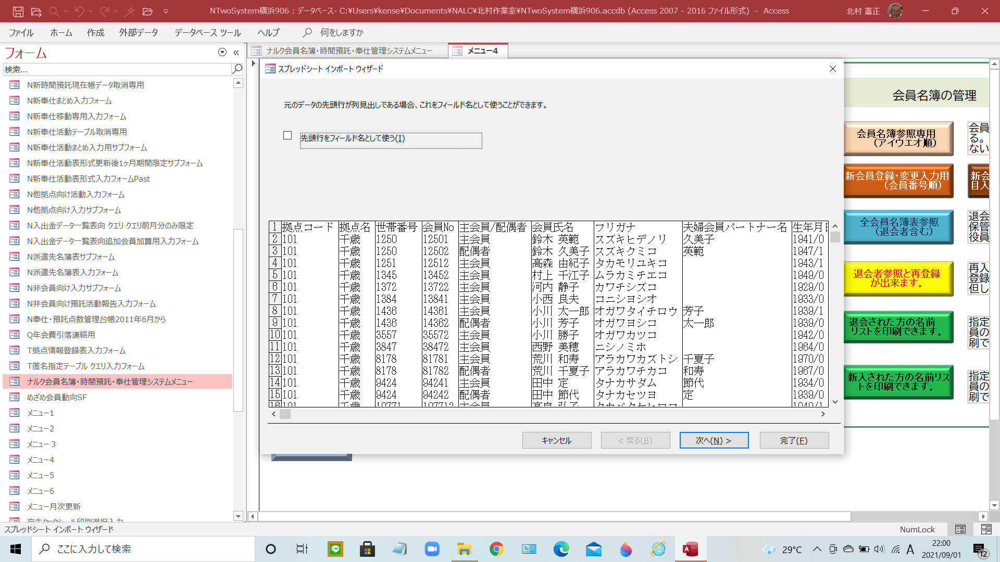 NTwoSystem横浜906 : データベース- C:¥Users¥kense¥Documents¥NALC¥北村作業室¥NTwoSystem横浜906.accdb (Access 2007 - 2016 ファイル形式) - Access
北村 憲正
ファイル ホーム 作成 外部データ データベース ツール ヘルプ 何をしますか
フォーム
検索...
N新時間預託現在帳データ取消専用
N新奉仕まとめ入力フォーム
N新奉仕移動専用入力フォーム
N新奉仕活動テーブル取消専用
N新奉仕活動まとめ入力用サブフォーム
N新奉仕活動表形式更新後1ヶ月期間限定サブフォーム
N新奉仕活動表形式入力フォームPast
N他拠点向け活動入力フォーム
N他拠点向け入力サブフォーム
N入出金データ一覧表向 クエリ クエリ前月分のみ限定
N入出金データ一覧表向追加会員加算用入力フォーム
N派遣先名簿表サブフォーム
N派遣先名簿表入力フォーム
N非会員向け入力サブフォーム
N非会員向け預託活動報告入力フォーム
N奉仕・預託点数管理台帳2011年6月から
Q年会費引落連絡用
T拠点情報登録表入力フォーム
T匿名指定テーブル クエリ入力フォーム
ナルク会員名簿・時間預託・奉仕管理システムメニュー
めざめ会員動向SF
メニュー1
メニュー2
メニュー３
メニュー4
メニュー5
メニュー6
メニュー月次更新
ナルク会員名簿・時間預託・奉仕管理システムメニュー
メニュー4
スプレッドシート インポート ウィザード
元のデータの先頭行が列見出しである場合、これをフィールド名として使うことができます。
先頭行をフィールド名として使う(I)
1 拠点コード 拠点名 世帯番号 会員No 主会員/配偶者 会員氏名 フリガナ 夫婦会員パートナー名 生年月
2 101 千歳 1250 12501 主会員 鈴木 英範 スズキヒデノリ 久美子 1941/0
3 101 千歳 1250 12502 配偶者 鈴木 久美子 スズキクミコ 英範 1947/1
4 101 千歳 1251 12512 主会員 高森 由紀子 タカモリユキコ 1943/1
5 101 千歳 1345 13452 主会員 村上 千江子 ムラカミチエコ 1949/0
6 101 千歳 1372 13722 主会員 河内 静子 カワチシズコ 1929/0
7 101 千歳 1384 13841 主会員 小西 良夫 コニシヨシオ 1933/0
8 101 千歳 1436 14361 主会員 小川 太一郎 オガワタイチロウ 芳子 1939/1
9 101 千歳 1436 14362 配偶者 小川 芳子 オガワヨシコ 太一郎 1939/0
10 101 千歳 3557 35572 主会員 小川 勝子 オガワカツコ 1942/0
11 101 千歳 3847 38472 主会員 西野 美穂 ニシノミホ 1964/0
12 101 千歳 8178 81781 主会員 荒川 和寿 アラカワカズトシ 千夏子 1970/0
13 101 千歳 8178 81782 配偶者 荒川 千夏子 アラカワチカコ 和寿 1967/0
14 101 千歳 9424 94241 主会員 田中 定 タナカサダム 節代 1934/0
15 101 千歳 9424 94242 配偶者 田中 節代 タナカセツヨ 定 1939/0
キャンセル < 戻る(B) 次へ(N) > 完了(F)
会員名簿の管理
会員名簿参照専用
（アイウエオ順）
会員
る。
ない
新会員登録・変更入力用
（会員番号順）
新会
目入
全会員名簿表参照
（退会者含む）
退会
保管
役員
退会者参照と再登録
が出来ます。
再入
登録
但し
退会された方の名前
リストを印刷できます。
指定
員の
刷で
新入された方の名前リス
トを印刷できます。
指定
員の
刷で
スプレッドシート インポート ウィザード
NumLock
ここに入力して検索
29°C
A
22:00
2021/09/01
12